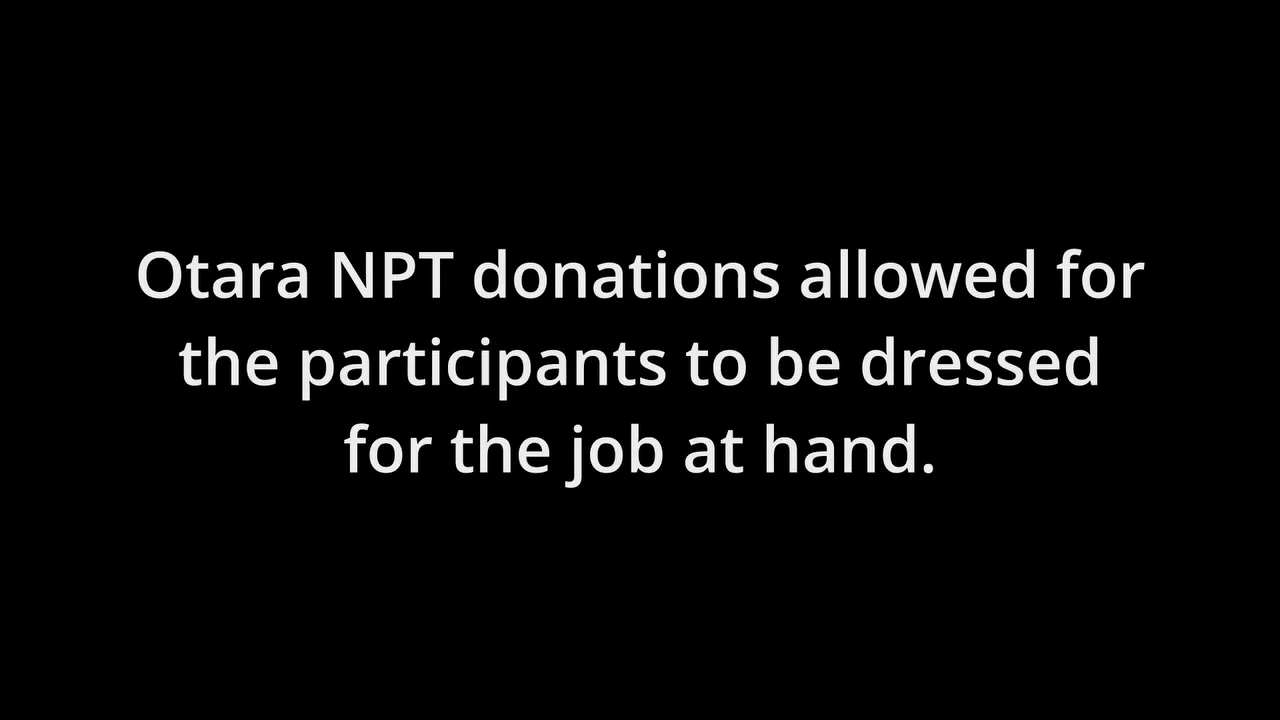 Otara NPT donations allowed for
the participants to be dressed
for the job at hand.